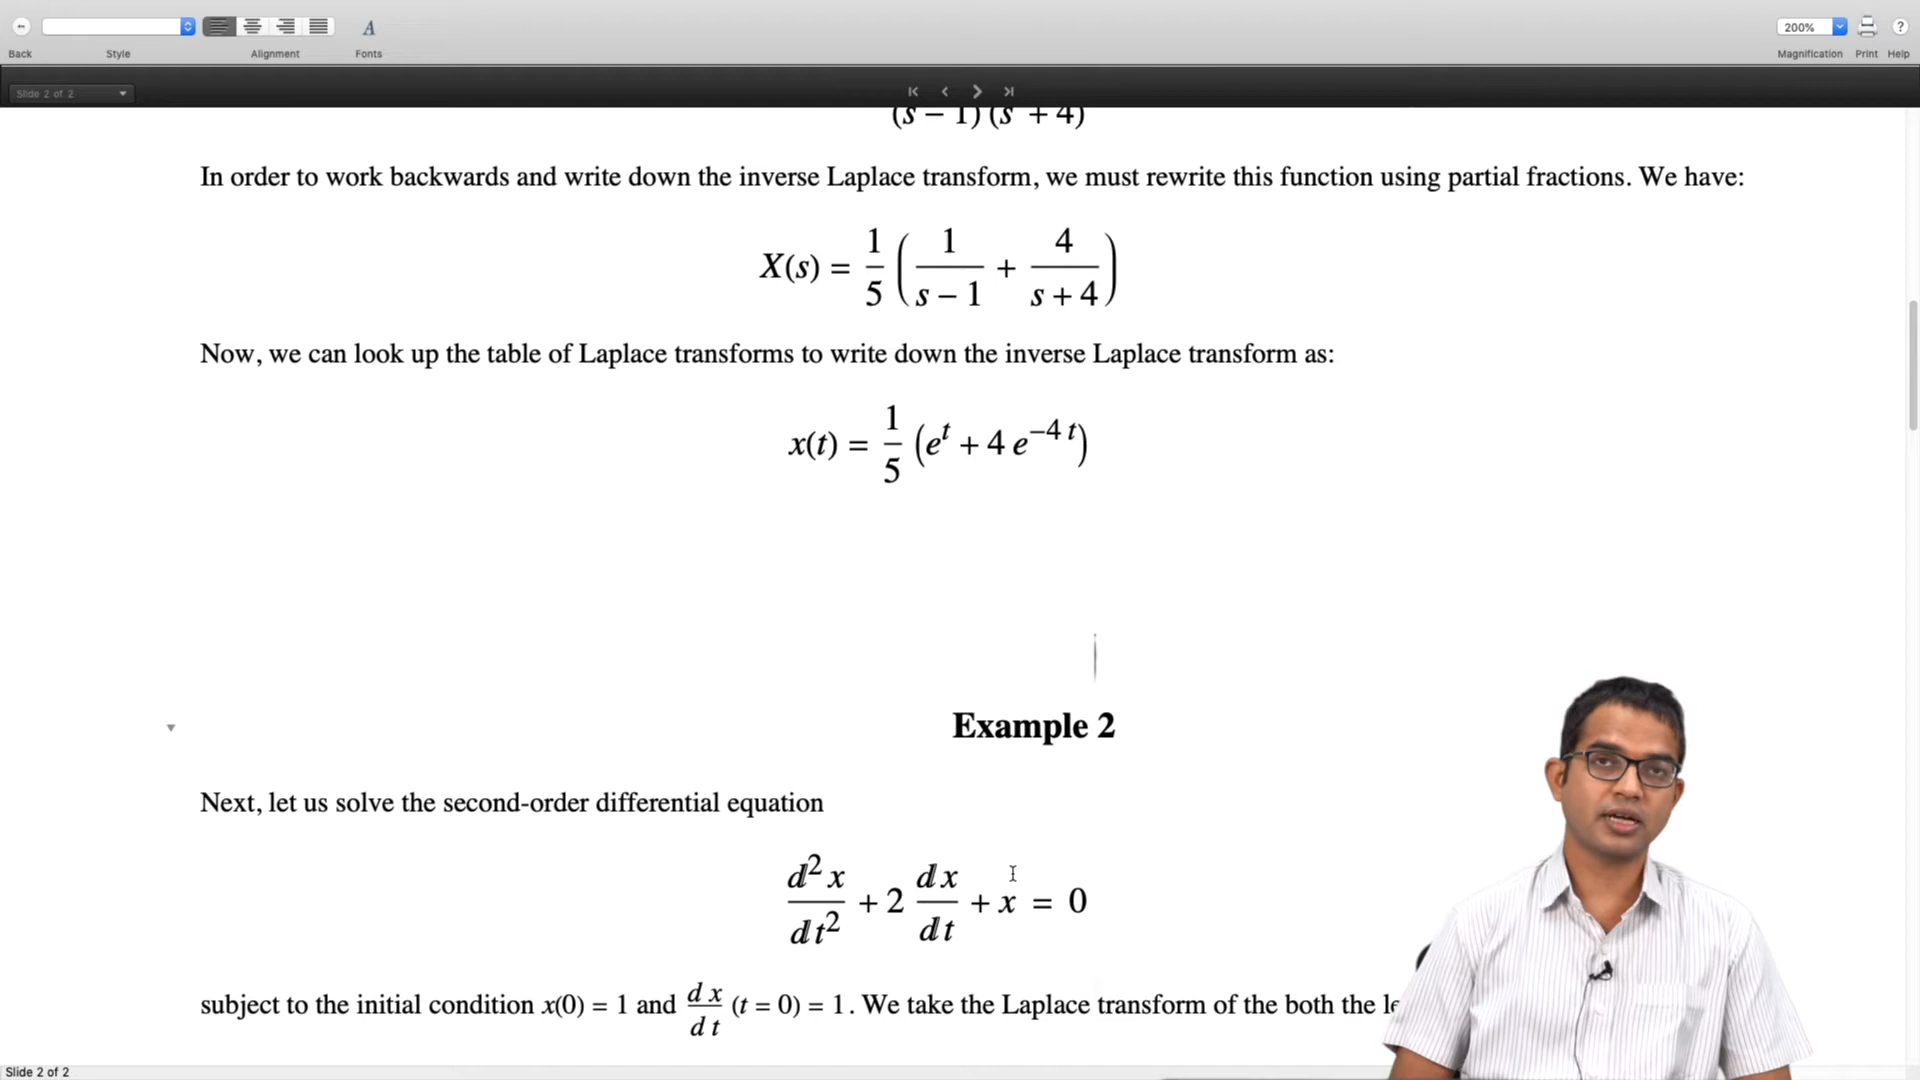 200%
Back Style Alignment Fonts Magnification Print Help
Slide 2 of 2
(s − 1) (s + 4)
In order to work backwards and write down the inverse Laplace transform, we must rewrite this function using partial fractions. We have:
X(s) = 1/5 ( 1/(s − 1) + 4/(s + 4) )
Now, we can look up the table of Laplace transforms to write down the inverse Laplace transform as:
x(t) = 1/5 (e^t + 4 e^{−4 t})
Example 2
Next, let us solve the second-order differential equation
d²x/dt² + 2 dx/dt + x = 0
subject to the initial condition x(0) = 1 and dx/dt (t = 0) = 1. We take the Laplace transform of the both the
Slide 2 of 2